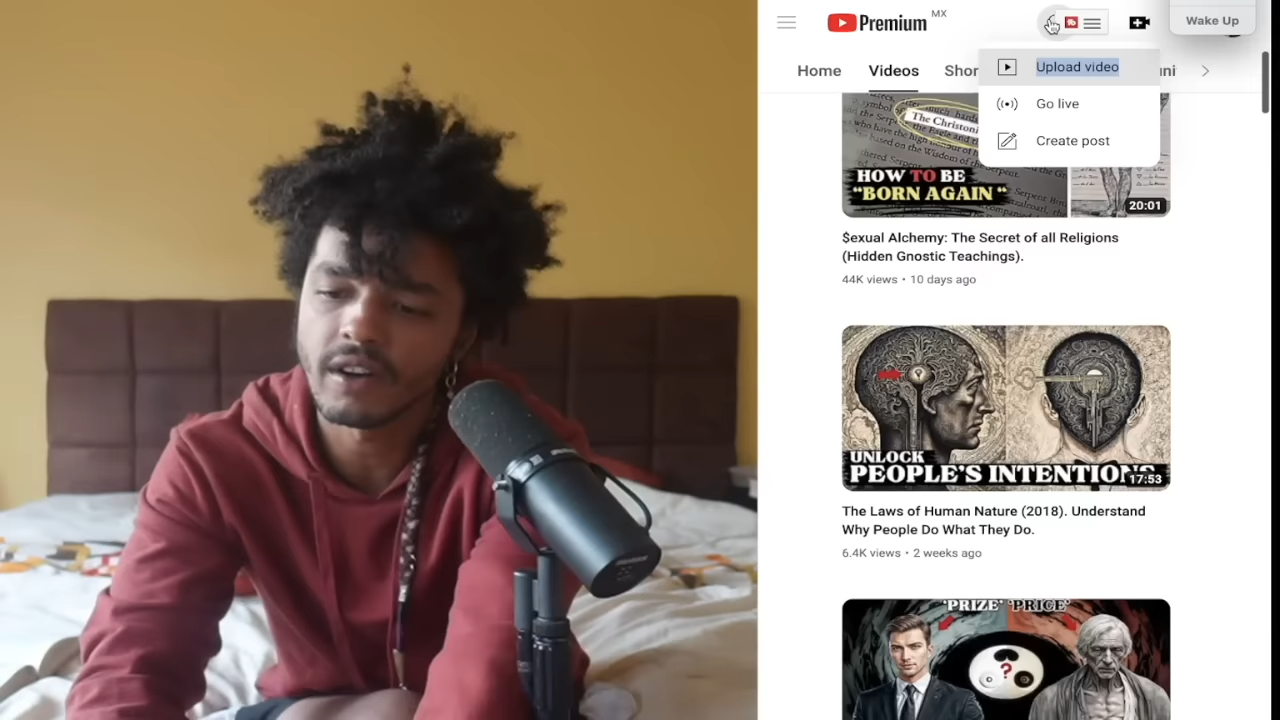 Premium MX
Wake Up
Home
Videos
Shor
uni
Upload video
Go live
Create post
The Christoni
HOW TO BE
"BORN AGAIN "
20:01
$exual Alchemy: The Secret of all Religions
(Hidden Gnostic Teachings).
44K views • 10 days ago
UNLOCK
PEOPLE'S INTENTIONS
17:53
The Laws of Human Nature (2018). Understand
Why People Do What They Do.
6.4K views • 2 weeks ago
'PRIZE' 'PRICE'
?